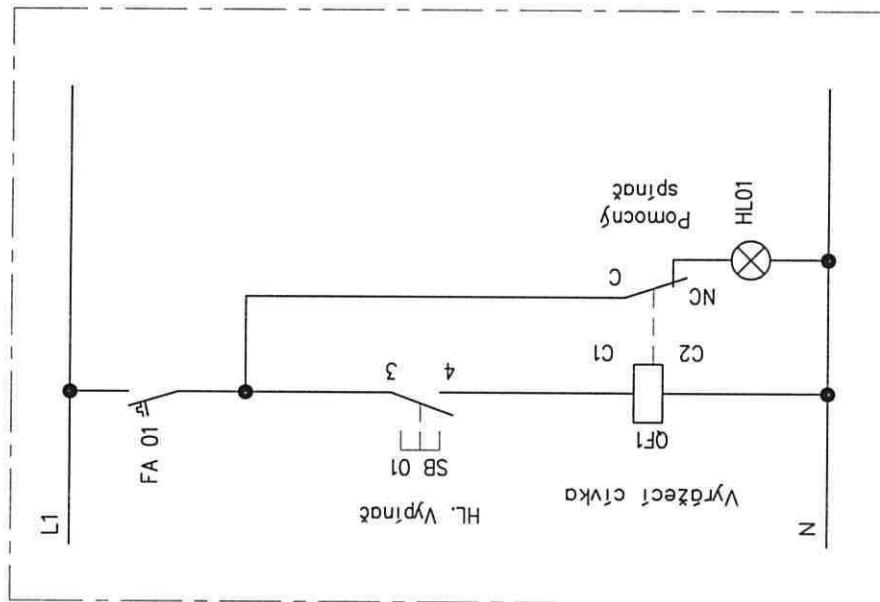 L1
FA 01
HL. Vypínač
SB 01
3
4
Vyrážecí cívka
QF1
C1
C2
Pomocný
spínač
C
NC
HL01
N